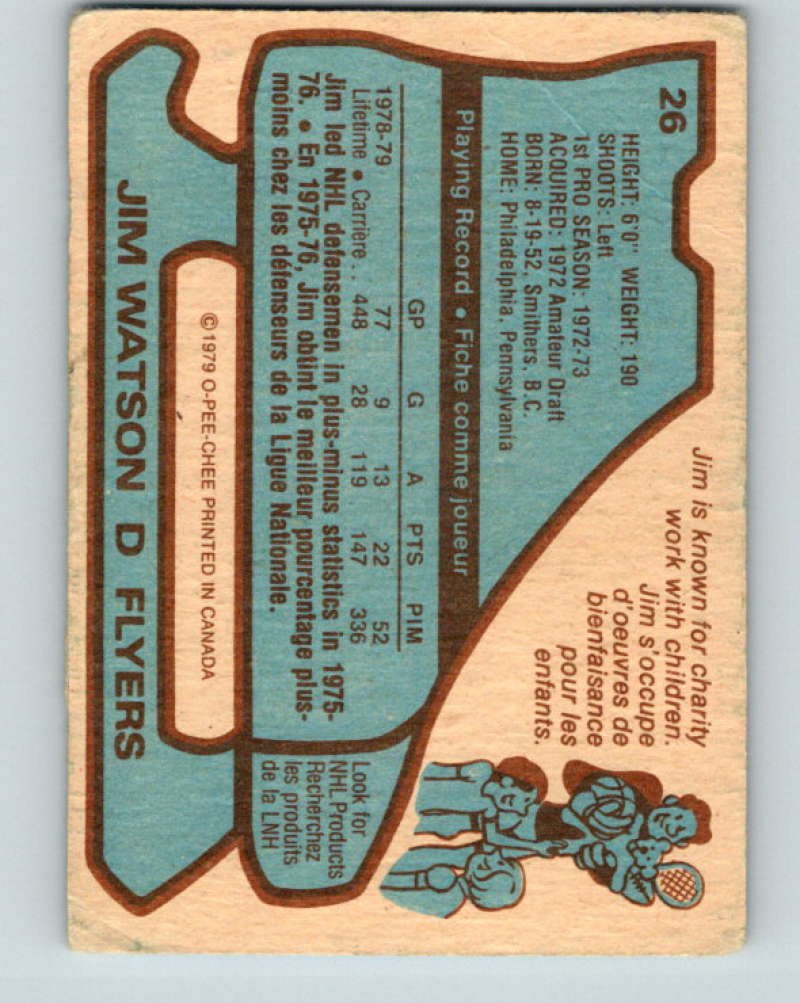 26
HEIGHT: 6'0" WEIGHT: 190
SHOOTS: Left
1st PRO SEASON: 1972-73
ACQUIRED: 1972 Amateur Draft
BORN: 8-19-52, Smithers, B.C.
HOME: Philadelphia, Pennsylvania
Jim is known for charity
work with children.
Jim s'occupe
d'oeuvres de
bienfaisance
pour les
enfants.
Playing Record • Fiche comme joueur
GP G A PTS PIM
1978-79 77 9 13 22 52
Lifetime • Carrière.. 448 28 119 147 336
Jim led NHL defensemen in plus-minus statistics in 1975-
76. • En 1975-76, Jim obtint le meilleur pourcentage plus-
moins chez les défenseurs de la Ligue Nationale.
Look for
NHL Products
Recherchez
les produits
de la LNH
©1979 O-PEE-CHEE PRINTED IN CANADA
JIM WATSON D FLYERS